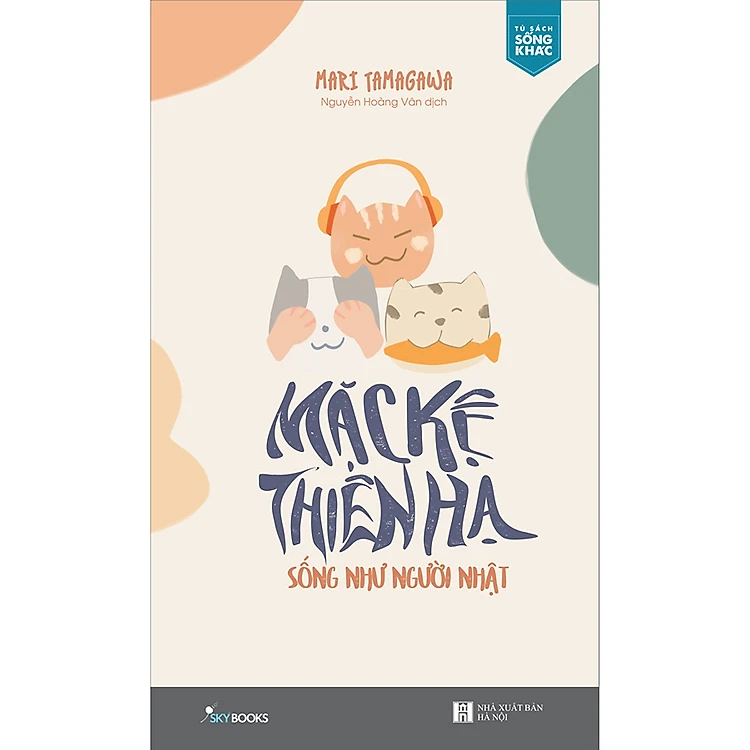 TỦ SÁCH
SỐNG
KHÁC
MARI TAMAGAWA
Nguyễn Hoàng Vân dịch
MẶC KỆ
THIÊN HẠ
SỐNG NHƯ NGƯỜI NHẬT
SKYBOOKS
NHÀ XUẤT BẢN
HÀ NỘI